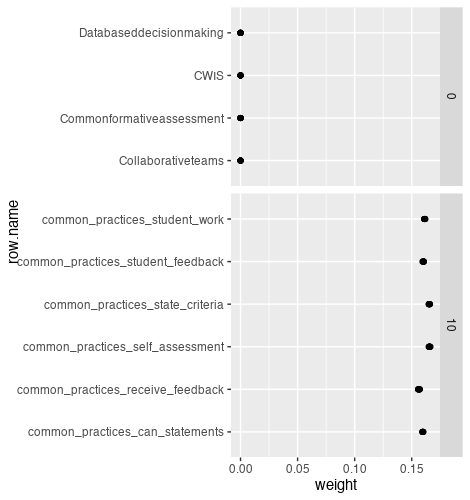 Databaseddecisionmaking
CWIS
Commonformativeassessment
Collaborativeteams
0
row.name
common_practices_student_work
common_practices_student_feedback
common_practices_state_criteria
common_practices_self_assessment
common_practices_receive_feedback
common_practices_can_statements
10
0.00 0.05 0.10 0.15
weight